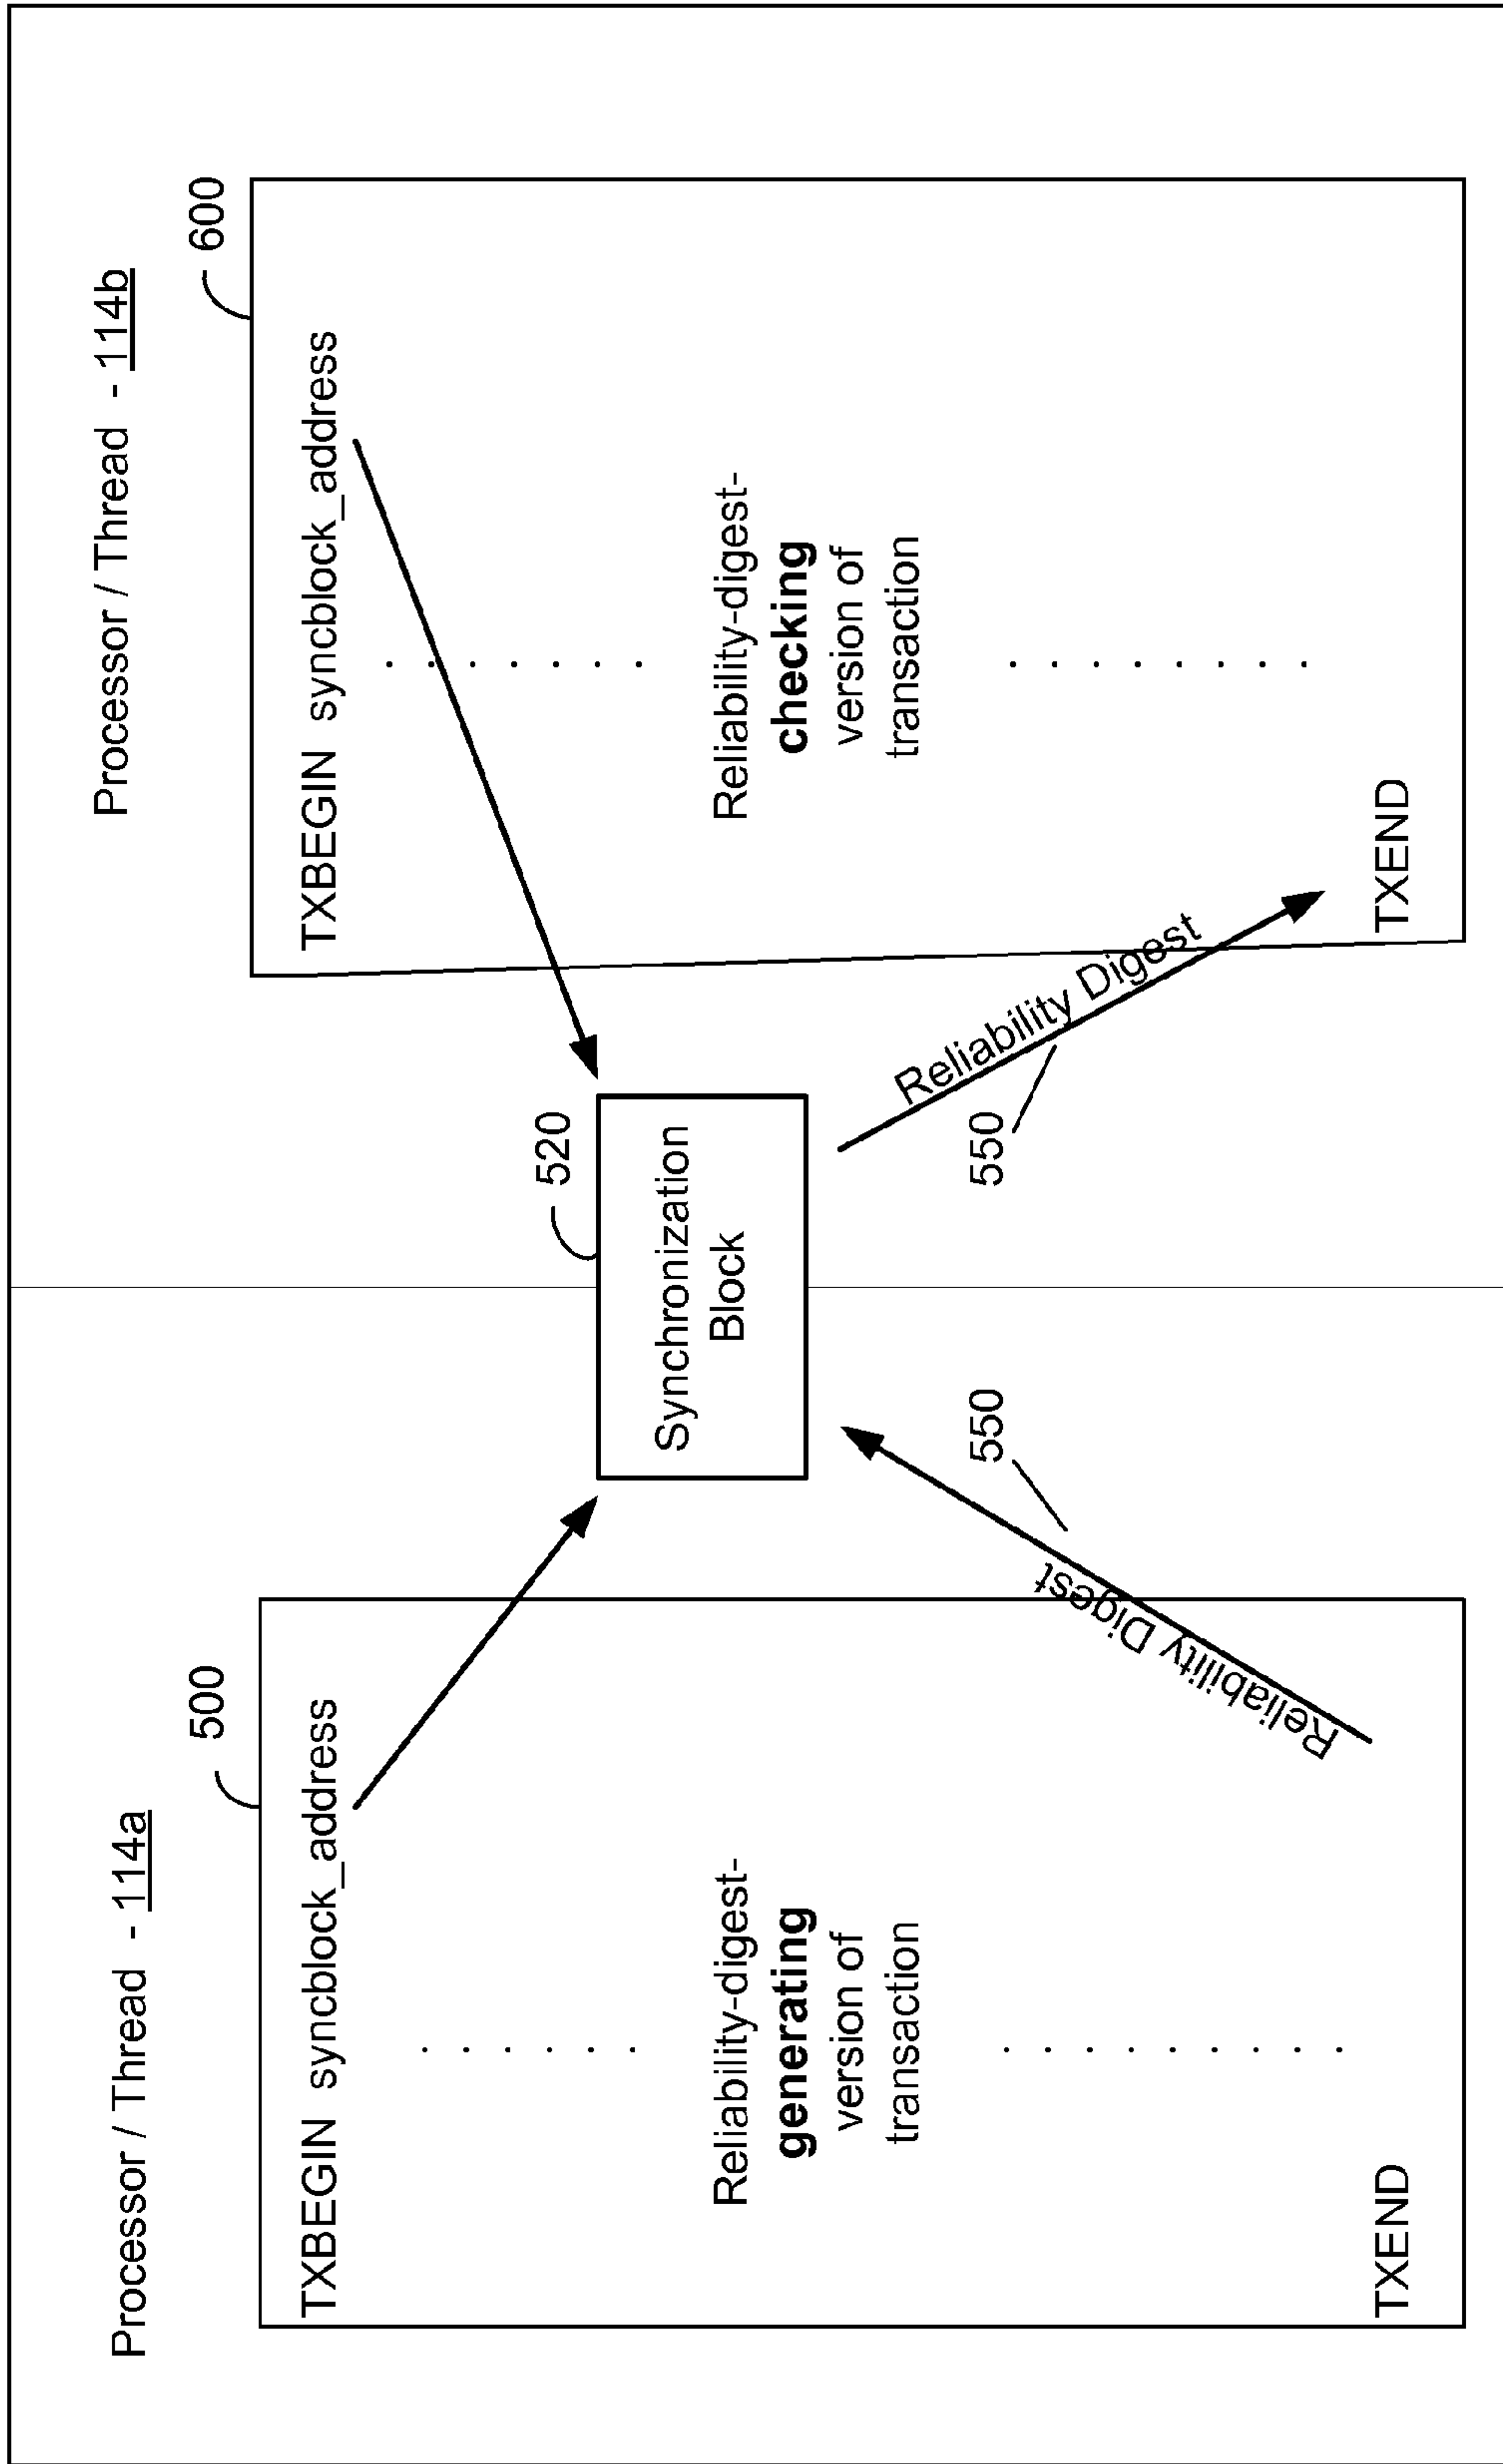 Processor / Thread - 114a
500
TXBEGIN syncblock_address
Reliability-digest-
generating
version of
transaction
TXEND
Reliability Digest
550
520
Synchronization
Block
Processor / Thread - 114b
600
TXBEGIN syncblock_address
Reliability-digest-
checking
version of
transaction
TXEND
Reliability Digest
550